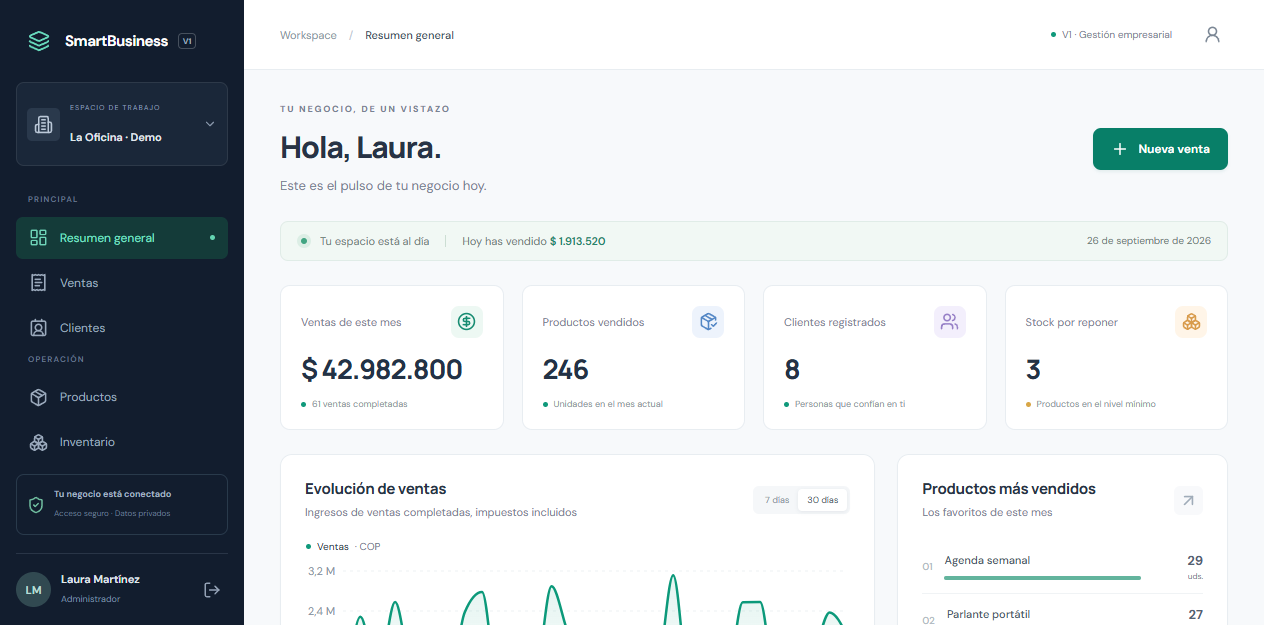 SmartBusiness V1
ESPACIO DE TRABAJO
La Oficina · Demo
PRINCIPAL
Resumen general
Ventas
Clientes
OPERACIÓN
Productos
Inventario
Tu negocio está conectado
Acceso seguro · Datos privados
LM
Laura Martínez
Administrador
Workspace / Resumen general
V1 · Gestión empresarial
TU NEGOCIO, DE UN VISTAZO
Hola, Laura.
Este es el pulso de tu negocio hoy.
Nueva venta
Tu espacio está al día
Hoy has vendido $ 1.913.520
26 de septiembre de 2026
Ventas de este mes
$ 42.982.800
61 ventas completadas
Productos vendidos
246
Unidades en el mes actual
Clientes registrados
8
Personas que confían en ti
Stock por reponer
3
Productos en el nivel mínimo
Evolución de ventas
Ingresos de ventas completadas, impuestos incluidos
7 días 30 días
Ventas · COP
3,2 M
2,4 M
Productos más vendidos
Los favoritos de este mes
01 Agenda semanal 29
uds.
02 Parlante portátil 27